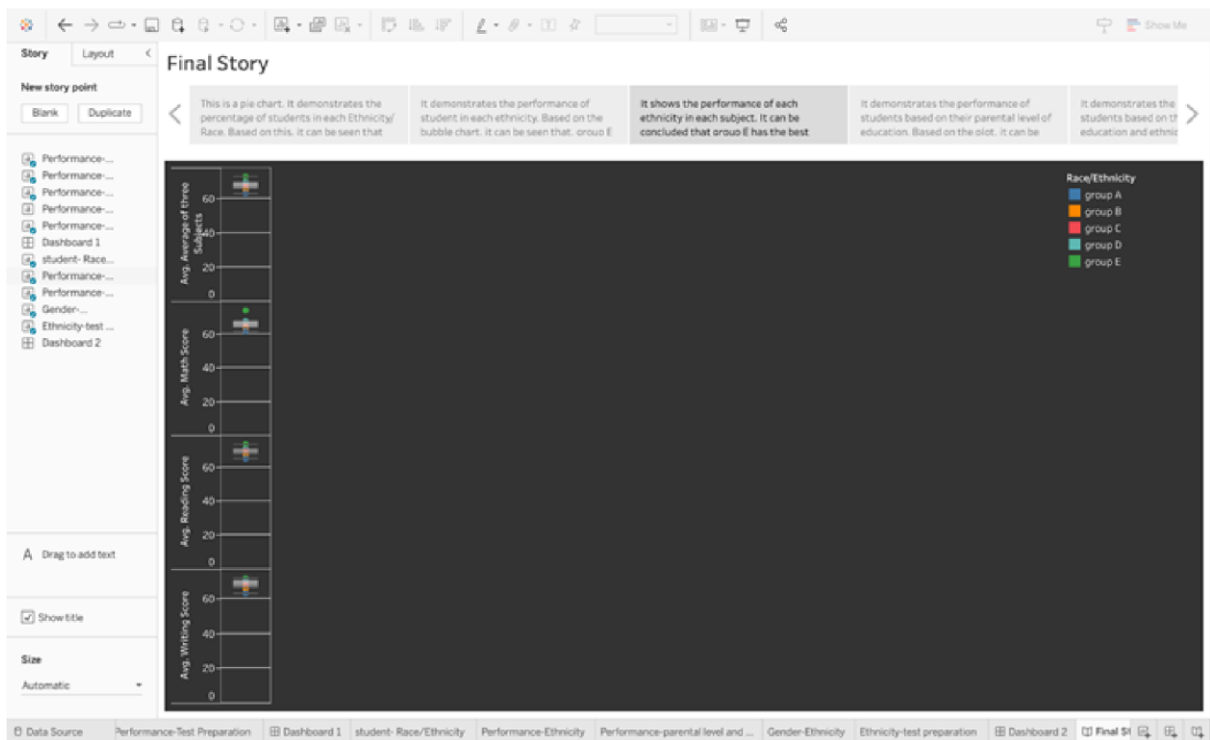 Show Me
Story Layout
Final Story
New story point
Blank Duplicate
This is a pie chart. It demonstrates the
percentage of students in each Ethnicity/
Race. Based on this, it can be seen that
It demonstrates the performance of
student in each ethnicity. Based on the
bubble chart, it can be seen that, group E
It shows the performance of each
ethnicity in each subject. It can be
concluded that group E has the best
It demonstrates the performance of
students based on their parental level of
education. Based on the plot, it can be
It demonstrates the
students based on th
education and ethnic
Performance-...
Performance-...
Performance-...
Performance-...
Performance-...
Dashboard 1
student- Race...
Performance-...
Performance-...
Gender-...
Ethnicity-test ...
Dashboard 2
Drag to add text
Show title
Size
Automatic
Avg. Average of three
Subjects
60
40
20
0
Avg. Math Score
60
40
20
0
Avg. Reading Score
60
40
20
0
Avg. Writing Score
60
40
20
0
Race/Ethnicity
group A
group B
group C
group D
group E
Data Source Performance-Test Preparation Dashboard 1 student- Race/Ethnicity Performance-Ethnicity Performance-parental level and ... Gender-Ethnicity Ethnicity-test preparation Dashboard 2 Final St